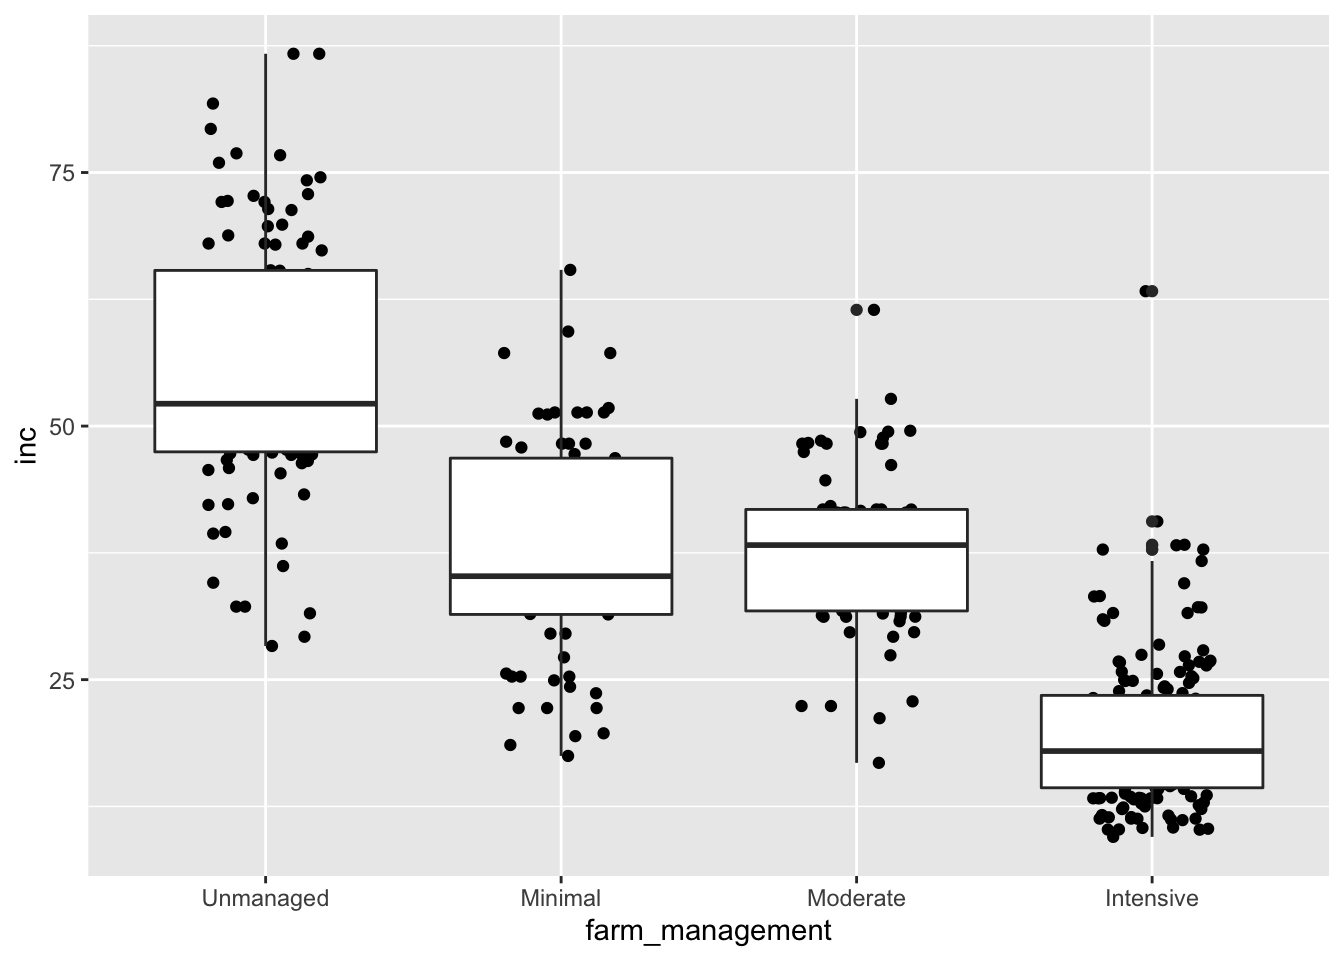 inc
75
50
25
Unmanaged
Minimal
Moderate
Intensive
farm_management